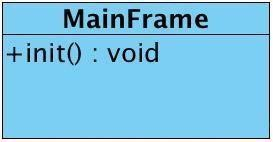 MainFrame
+init() : void